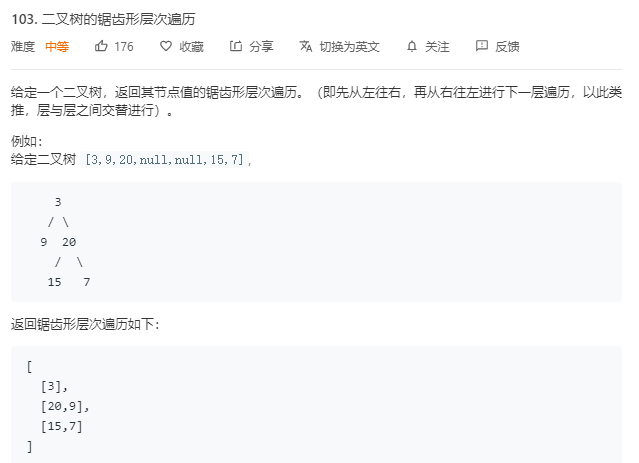 103. 二叉树的锯齿形层次遍历
难度 中等 176 收藏 分享 切换为英文 关注 反馈
给定一个二叉树，返回其节点值的锯齿形层次遍历。（即先从左往右，再从右往左进行下一层遍历，以此类
推，层与层之间交替进行）。
例如：
给定二叉树 [3,9,20,null,null,15,7],
3
/ \
9 20
/ \
15 7
返回锯齿形层次遍历如下：
[
[3],
[20,9],
[15,7]
]